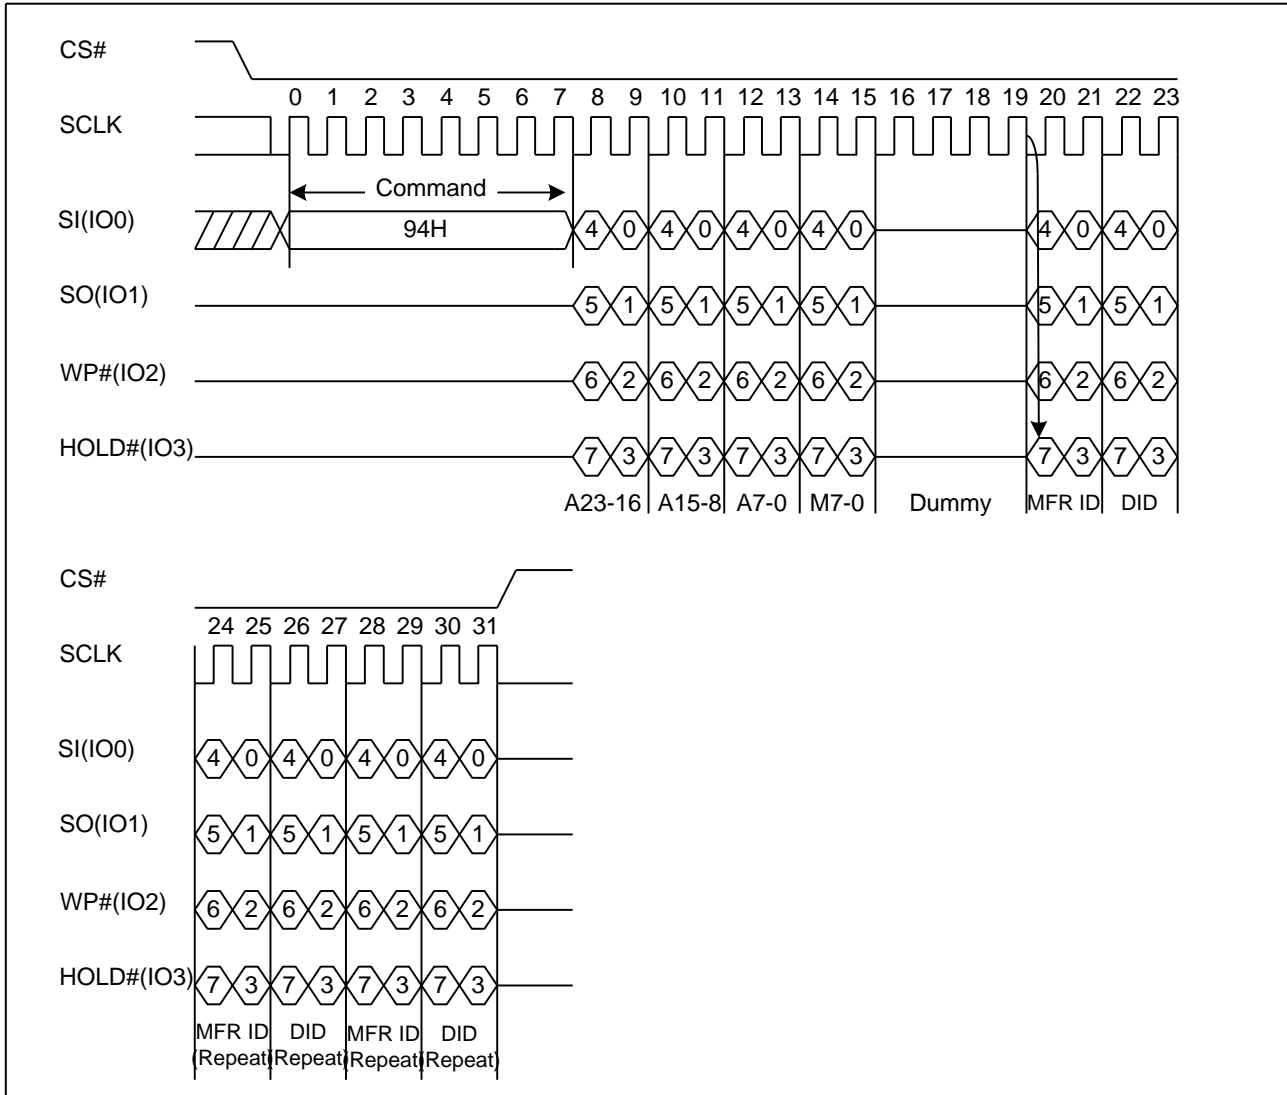 CS#
0 1 2 3 4 5 6 7 8 9 10 11 12 13 14 15 16 17 18 19 20 21 22 23
SCLK
Command
SI(IO0)
94H
4 0 4 0 4 0 4 0 4 0 4 0
SO(IO1)
5 1 5 1 5 1 5 1 5 1 5 1
WP#(IO2)
6 2 6 2 6 2 6 2 6 2 6 2
HOLD#(IO3)
7 3 7 3 7 3 7 3 7 3 7 3
A23-16 A15-8 A7-0 M7-0 Dummy MFR ID DID
CS#
24 25 26 27 28 29 30 31
SCLK
SI(IO0)
4 0 4 0 4 0 4 0
SO(IO1)
5 1 5 1 5 1 5 1
WP#(IO2)
6 2 6 2 6 2 6 2
HOLD#(IO3)
7 3 7 3 7 3 7 3
MFR ID DID MFR ID DID
(Repeat) (Repeat) (Repeat) (Repeat)